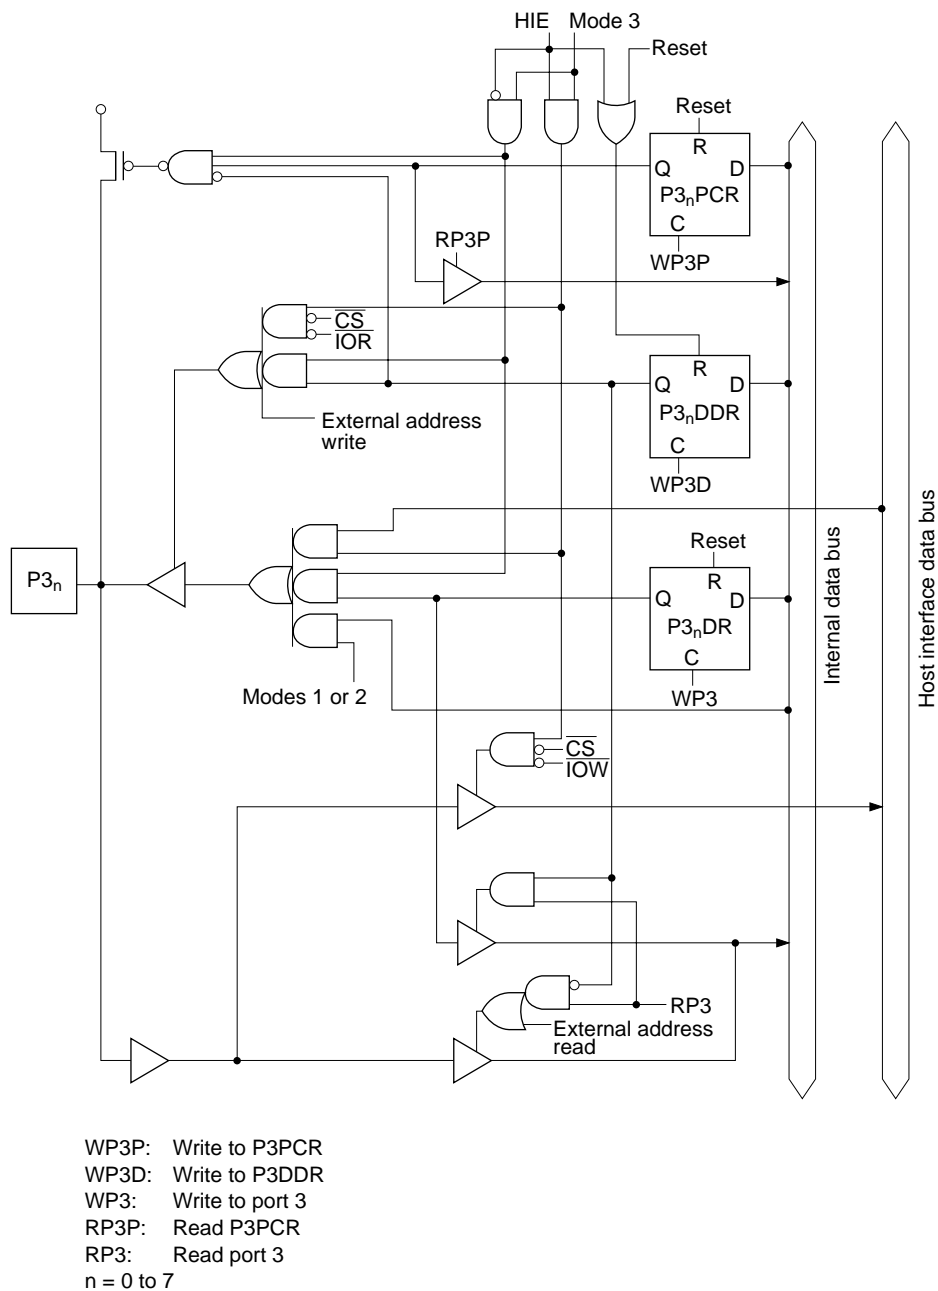 HIE Mode 3
Reset
Reset
R
Q D
P3nPCR
C
WP3P
RP3P
CS
IOR
R
Q D
P3nDDR
C
WP3D
External address
write
Reset
R
Q D
P3nDR
C
WP3
P3n
Modes 1 or 2
Internal data bus
Host interface data bus
CS
IOW
RP3
External address
read
WP3P: Write to P3PCR
WP3D: Write to P3DDR
WP3: Write to port 3
RP3P: Read P3PCR
RP3: Read port 3
n = 0 to 7